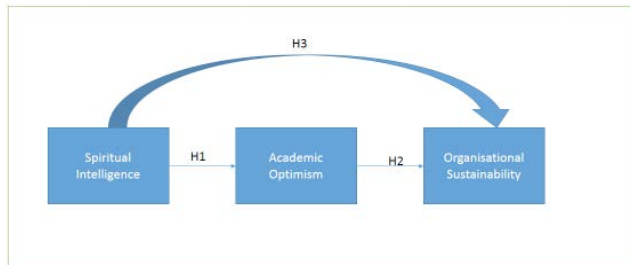 H3
Spiritual
Intelligence
H1
Academic
Optimism
H2
Organisational
Sustainability